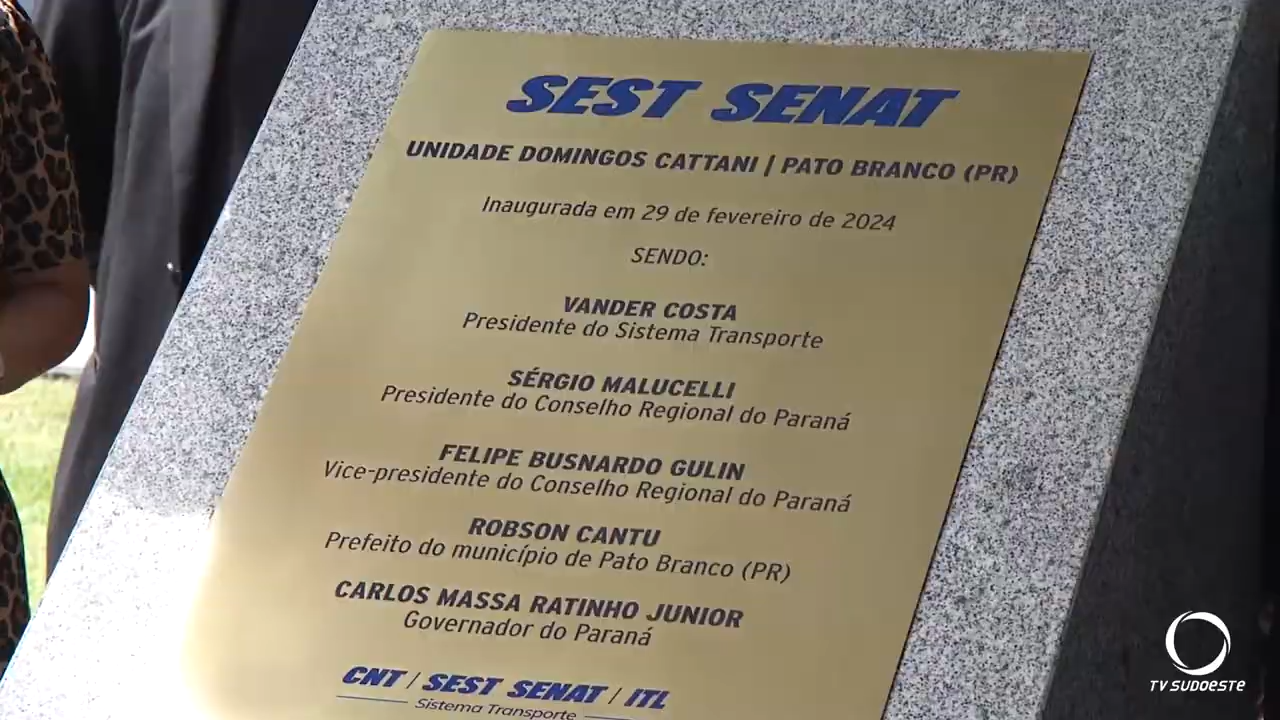 SEST SENAT
UNIDADE DOMINGOS CATTANI | PATO BRANCO (PR)
Inaugurada em 29 de fevereiro de 2024
SENDO:
VANDER COSTA
Presidente do Sistema Transporte
SÉRGIO MALUCELLI
Presidente do Conselho Regional do Paraná
FELIPE BUSNARDO GULIN
Vice-presidente do Conselho Regional do Paraná
ROBSON CANTU
Prefeito do município de Pato Branco (PR)
CARLOS MASSA RATINHO JUNIOR
Governador do Paraná
CNT / SEST SENAT / ITL
Sistema Transporte
TV SUDOESTE